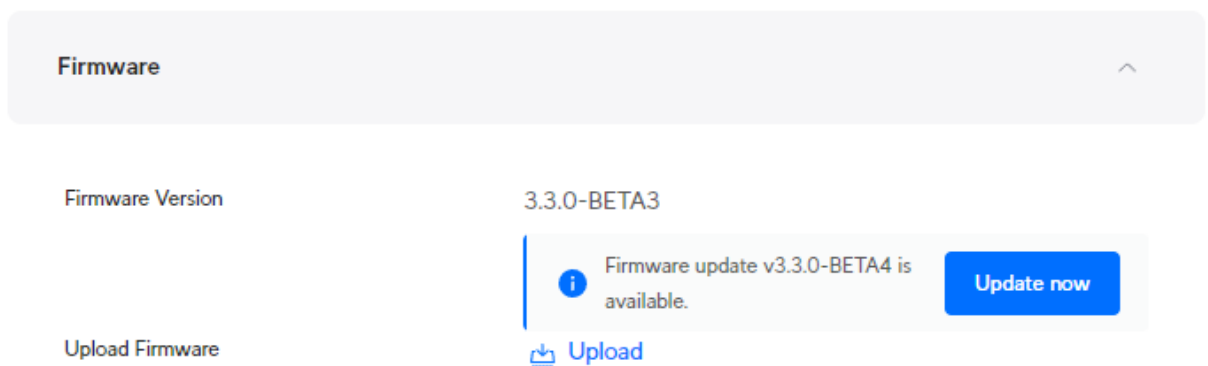 Firmware
Firmware Version
3.3.0-BETA3
Firmware update v3.3.0-BETA4 is
available.
Update now
Upload Firmware
Upload